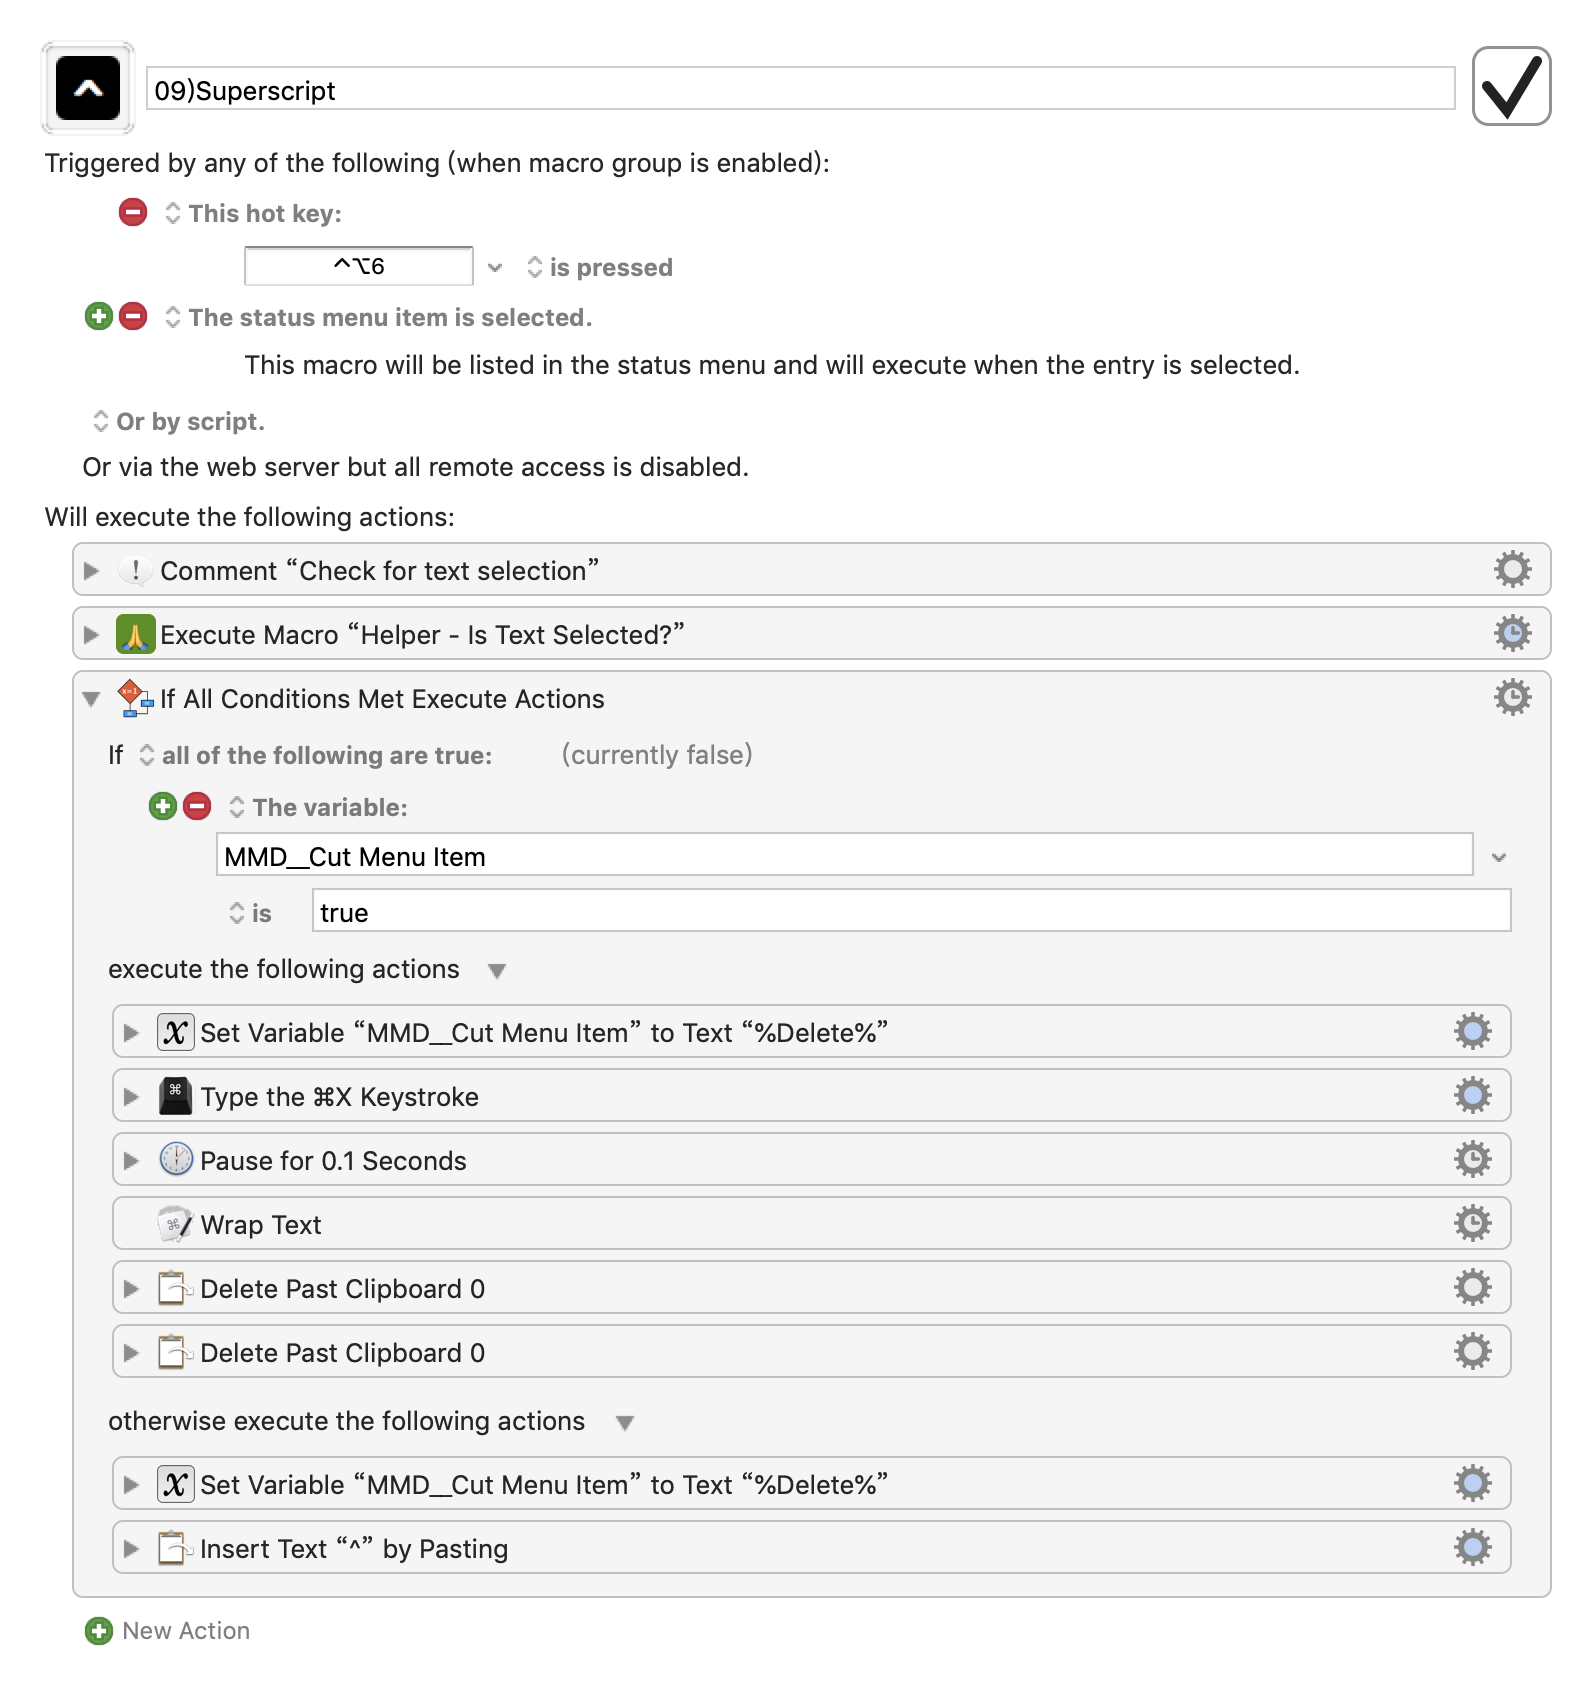 09)Superscript
Triggered by any of the following (when macro group is enabled):
This hot key:
^⌥6 is pressed
The status menu item is selected.
This macro will be listed in the status menu and will execute when the entry is selected.
Or by script.
Or via the web server but all remote access is disabled.
Will execute the following actions:
Comment “Check for text selection”
Execute Macro “Helper - Is Text Selected?”
If All Conditions Met Execute Actions
If all of the following are true: (currently false)
The variable:
MMD__Cut Menu Item
is true
execute the following actions
Set Variable “MMD__Cut Menu Item” to Text “%Delete%”
Type the ⌘X Keystroke
Pause for 0.1 Seconds
Wrap Text
Delete Past Clipboard 0
Delete Past Clipboard 0
otherwise execute the following actions
Set Variable “MMD__Cut Menu Item” to Text “%Delete%”
Insert Text “^” by Pasting
New Action